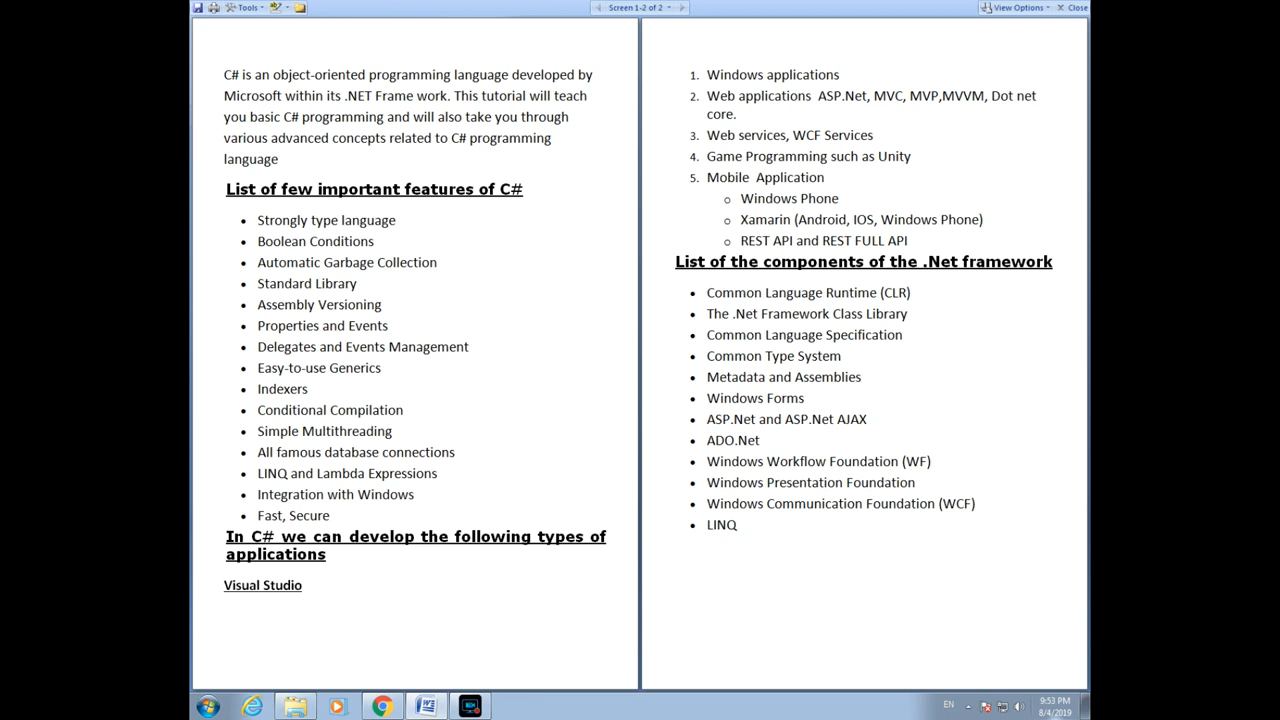 Tools
Screen 1-2 of 2
View Options
Close
C# is an object-oriented programming language developed by
Microsoft within its .NET Frame work. This tutorial will teach
you basic C# programming and will also take you through
various advanced concepts related to C# programming
language
List of few important features of C#
• Strongly type language
• Boolean Conditions
• Automatic Garbage Collection
• Standard Library
• Assembly Versioning
• Properties and Events
• Delegates and Events Management
• Easy-to-use Generics
• Indexers
• Conditional Compilation
• Simple Multithreading
• All famous database connections
• LINQ and Lambda Expressions
• Integration with Windows
• Fast, Secure
In C# we can develop the following types of
applications
Visual Studio
1. Windows applications
2. Web applications  ASP.Net, MVC, MVP,MVVM, Dot net
core.
3. Web services, WCF Services
4. Game Programming such as Unity
5. Mobile  Application
o Windows Phone
o Xamarin (Android, IOS, Windows Phone)
o REST API and REST FULL API
List of the components of the .Net framework
• Common Language Runtime (CLR)
• The .Net Framework Class Library
• Common Language Specification
• Common Type System
• Metadata and Assemblies
• Windows Forms
• ASP.Net and ASP.Net AJAX
• ADO.Net
• Windows Workflow Foundation (WF)
• Windows Presentation Foundation
• Windows Communication Foundation (WCF)
• LINQ
EN
9:53 PM
8/4/2019